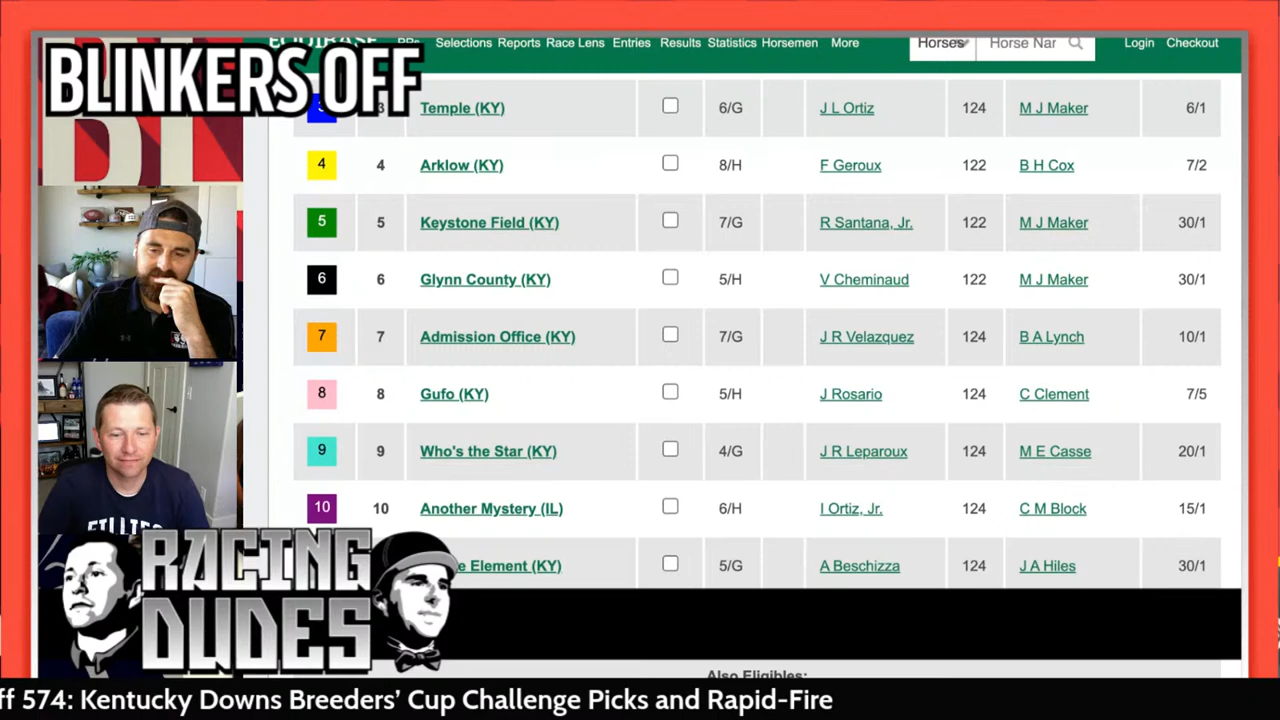 BLINKERS OFF
EQUIBASE PPs Selections Reports Race Lens Entries Results Statistics Horsemen More Horses Horse Nar Login Checkout
3 Temple (KY) 6/G J L Ortiz 124 M J Maker 6/1
4 4 Arklow (KY) 8/H F Geroux 122 B H Cox 7/2
5 5 Keystone Field (KY) 7/G R Santana, Jr. 122 M J Maker 30/1
6 6 Glynn County (KY) 5/H V Cheminaud 122 M J Maker 30/1
7 7 Admission Office (KY) 7/G J R Velazquez 124 B A Lynch 10/1
8 8 Gufo (KY) 5/H J Rosario 124 C Clement 7/5
9 9 Who's the Star (KY) 4/G J R Leparoux 124 M E Casse 20/1
10 10 Another Mystery (IL) 6/H I Ortiz, Jr. 124 C M Block 15/1
e Element (KY) 5/G A Beschizza 124 J A Hiles 30/1
RACING
DUDES
Also Eligibles:
ff 574: Kentucky Downs Breeders' Cup Challenge Picks and Rapid-Fire